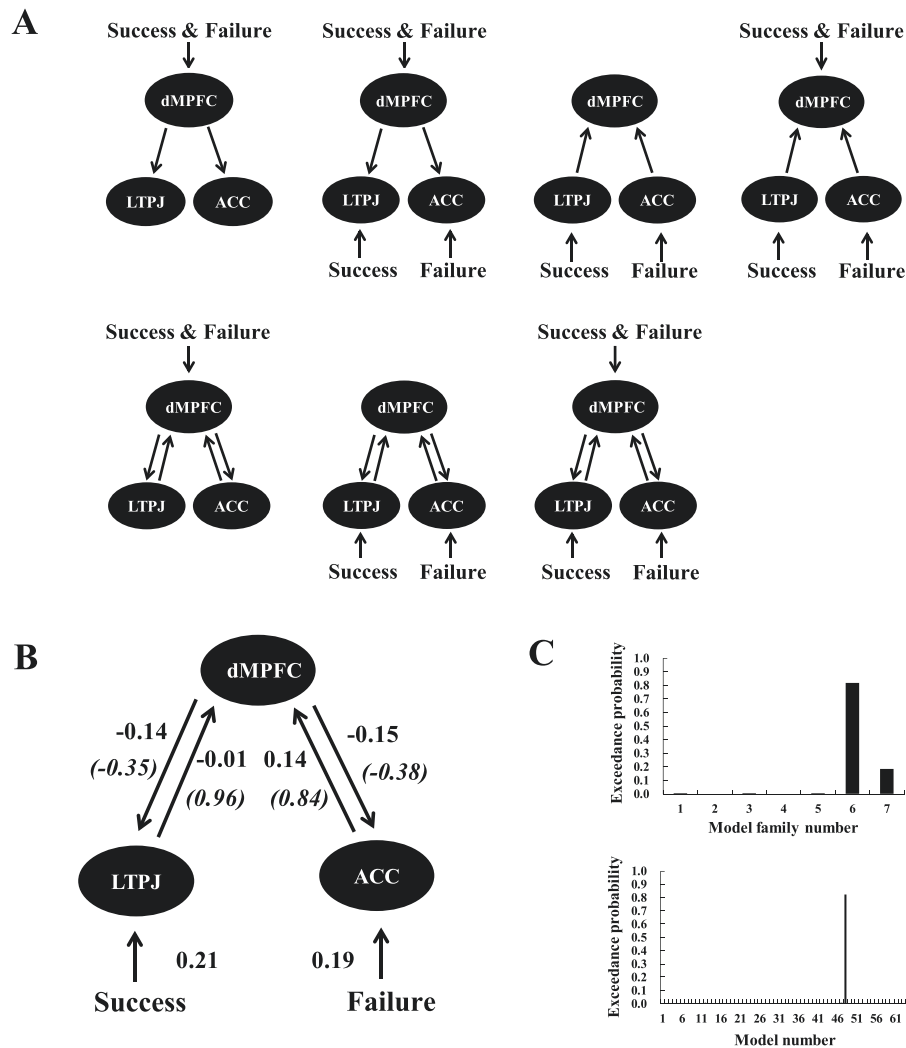 A
Success & Failure Success & Failure Success & Failure
dMPFC dMPFC dMPFC dMPFC
LTPJ ACC LTPJ ACC LTPJ ACC LTPJ ACC
Success Failure Success Failure Success Failure
Success & Failure Success & Failure
dMPFC dMPFC dMPFC
LTPJ ACC LTPJ ACC LTPJ ACC
Success Failure Success Failure
B
dMPFC
-0.14 -0.01 0.14 -0.15
(-0.35) (0.96) (0.84) (-0.38)
LTPJ ACC
0.21 0.19
Success Failure
C
Exceedance probability
1.0
0.9
0.8
0.7
0.6
0.5
0.4
0.3
0.2
0.1
0.0
1 2 3 4 5 6 7
Model family number
Exceedance probability
1.0
0.9
0.8
0.7
0.6
0.5
0.4
0.3
0.2
0.1
0.0
1 6 11 16 21 26 31 36 41 46 51 56 61
Model number